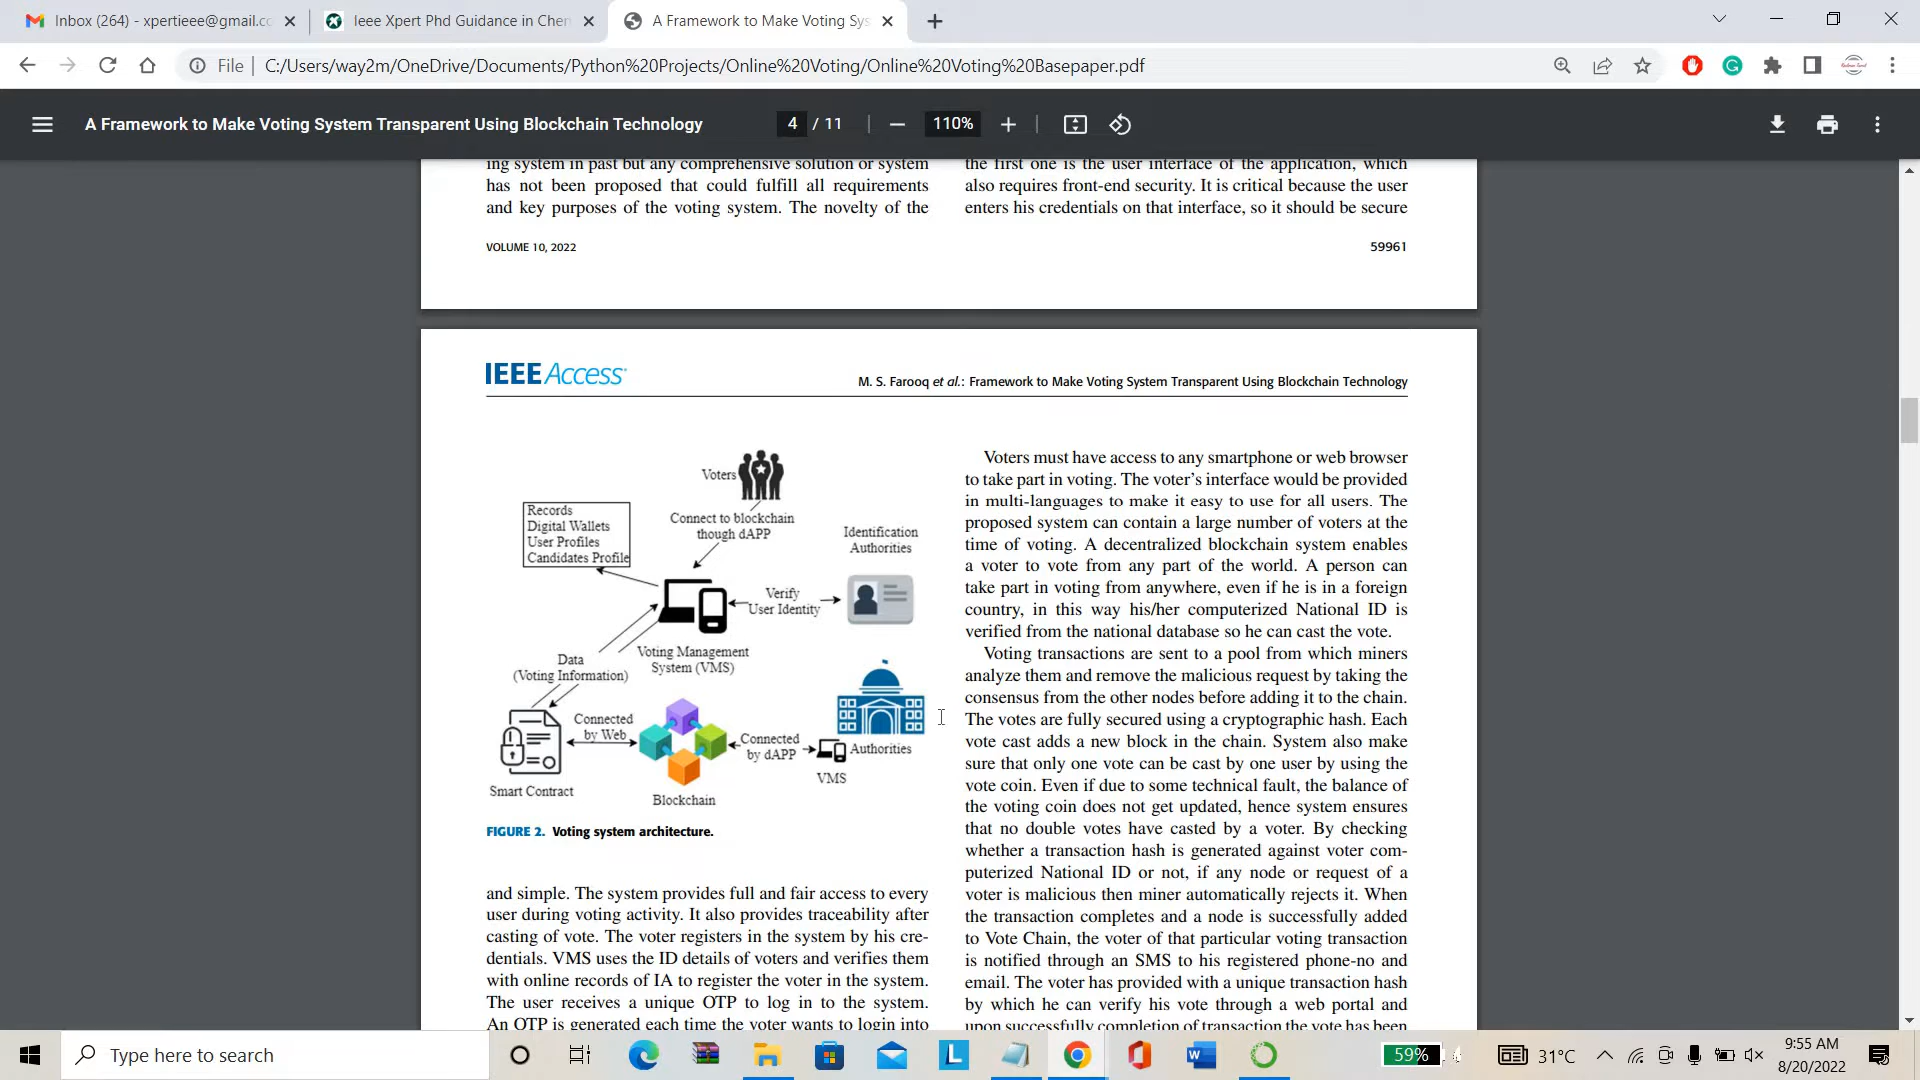 Inbox (264) - xpertieee@gmail.co
Ieee Xpert Phd Guidance in Chen
A Framework to Make Voting Sys
File
C:/Users/way2m/OneDrive/Documents/Python%20Projects/Online%20Voting/Online%20Voting%20Basepaper.pdf
A Framework to Make Voting System Transparent Using Blockchain Technology
4 / 11
110%
ing system in past but any comprehensive solution or system
has not been proposed that could fulfill all requirements
and key purposes of the voting system. The novelty of the
the first one is the user interface of the application, which
also requires front-end security. It is critical because the user
enters his credentials on that interface, so it should be secure
VOLUME 10, 2022
59961
IEEE Access
M. S. Farooq et al.: Framework to Make Voting System Transparent Using Blockchain Technology
Voters
Records
Digital Wallets
User Profiles
Candidates Profile
Connect to blockchain
though dAPP
Identification
Authorities
Verify
User Identity
Voting Management
System (VMS)
Data
(Voting Information)
Connected
by Web
Connected
by dAPP
Authorities
VMS
Smart Contract
Blockchain
FIGURE 2. Voting system architecture.
and simple. The system provides full and fair access to every
user during voting activity. It also provides traceability after
casting of vote. The voter registers in the system by his cre-
dentials. VMS uses the ID details of voters and verifies them
with online records of IA to register the voter in the system.
The user receives a unique OTP to log in to the system.
An OTP is generated each time the voter wants to login into
Voters must have access to any smartphone or web browser
to take part in voting. The voter's interface would be provided
in multi-languages to make it easy to use for all users. The
proposed system can contain a large number of voters at the
time of voting. A decentralized blockchain system enables
a voter to vote from any part of the world. A person can
take part in voting from anywhere, even if he is in a foreign
country, in this way his/her computerized National ID is
verified from the national database so he can cast the vote.
Voting transactions are sent to a pool from which miners
analyze them and remove the malicious request by taking the
consensus from the other nodes before adding it to the chain.
The votes are fully secured using a cryptographic hash. Each
vote cast adds a new block in the chain. System also make
sure that only one vote can be cast by one user by using the
vote coin. Even if due to some technical fault, the balance of
the voting coin does not get updated, hence system ensures
that no double votes have casted by a voter. By checking
whether a transaction hash is generated against voter com-
puterized National ID or not, if any node or request of a
voter is malicious then miner automatically rejects it. When
the transaction completes and a node is successfully added
to Vote Chain, the voter of that particular voting transaction
is notified through an SMS to his registered phone-no and
email. The voter has provided with a unique transaction hash
by which he can verify his vote through a web portal and
upon successfully completion of transaction the vote has been
Type here to search
59%
31°C
9:55 AM
8/20/2022